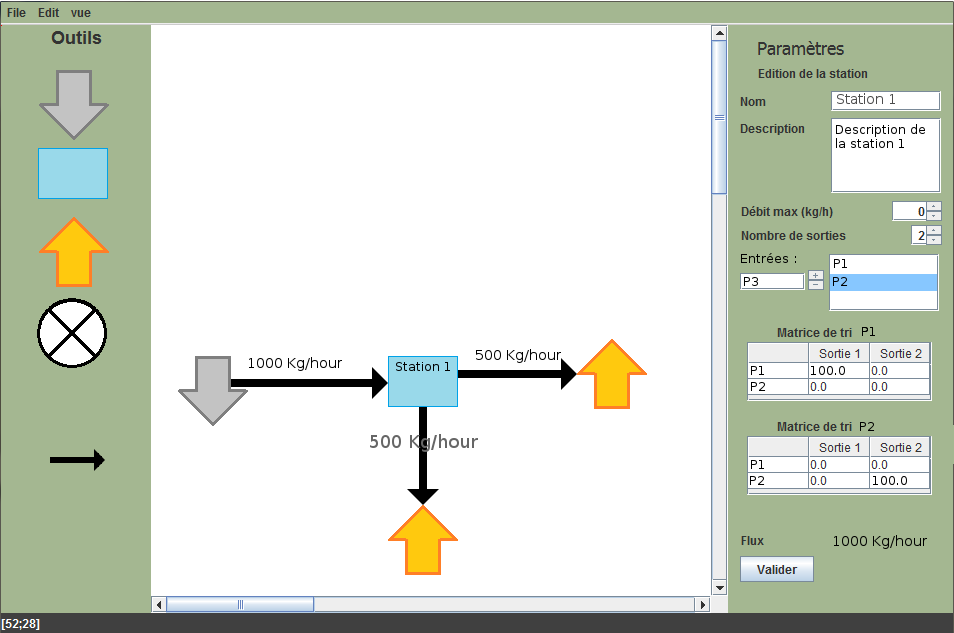 File Edit vue
Outils
1000 Kg/hour
Station 1
500 Kg/hour
500 Kg/hour
Paramètres
Edition de la station
Nom Station 1
Description Description de
la station 1
Débit max (kg/h) 0
Nombre de sorties 2
Entrées :
P3
P1
P2
Matrice de tri P1
Sortie 1 Sortie 2
P1 100.0 0.0
P2 0.0 0.0
Matrice de tri P2
Sortie 1 Sortie 2
P1 0.0 0.0
P2 0.0 100.0
Flux 1000 Kg/hour
Valider
[52;28]